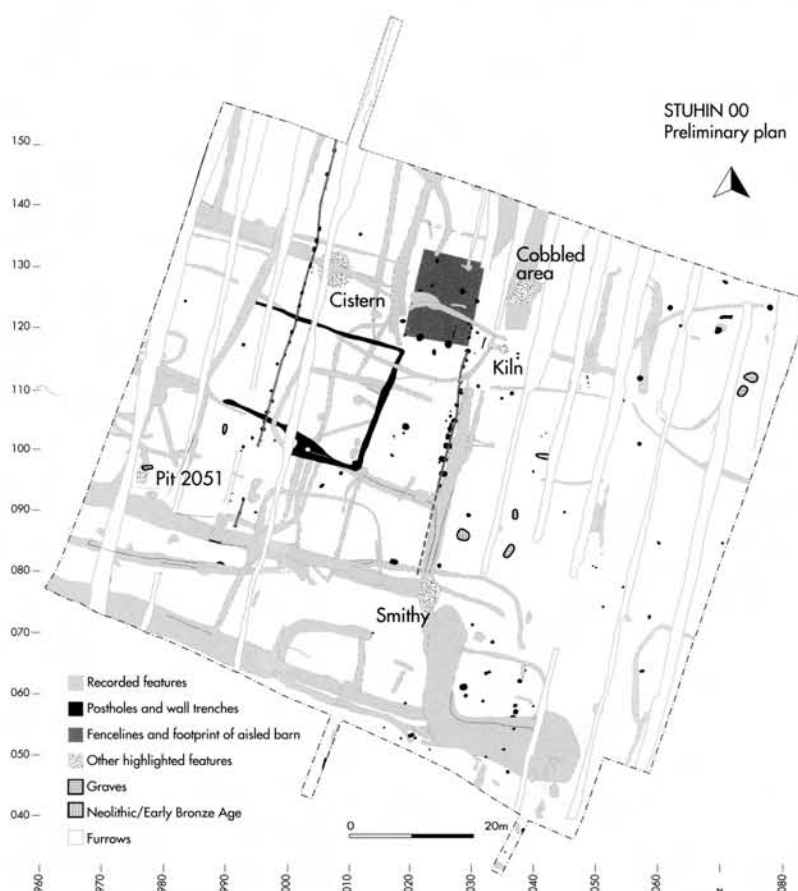 STUHIN 00
Preliminary plan
150
140
130
120
110
100
090
080
070
060
050
040
Cobbled
area
Cistern
Kiln
Pit 2051
Smithy
Recorded features
Postholes and wall trenches
Fencelines and footprint of aisled barn
Other highlighted features
Graves
Neolithic/Early Bronze Age
Furrows
0 20m
960 970 980 990 000 010 020 030 040 050 060 080